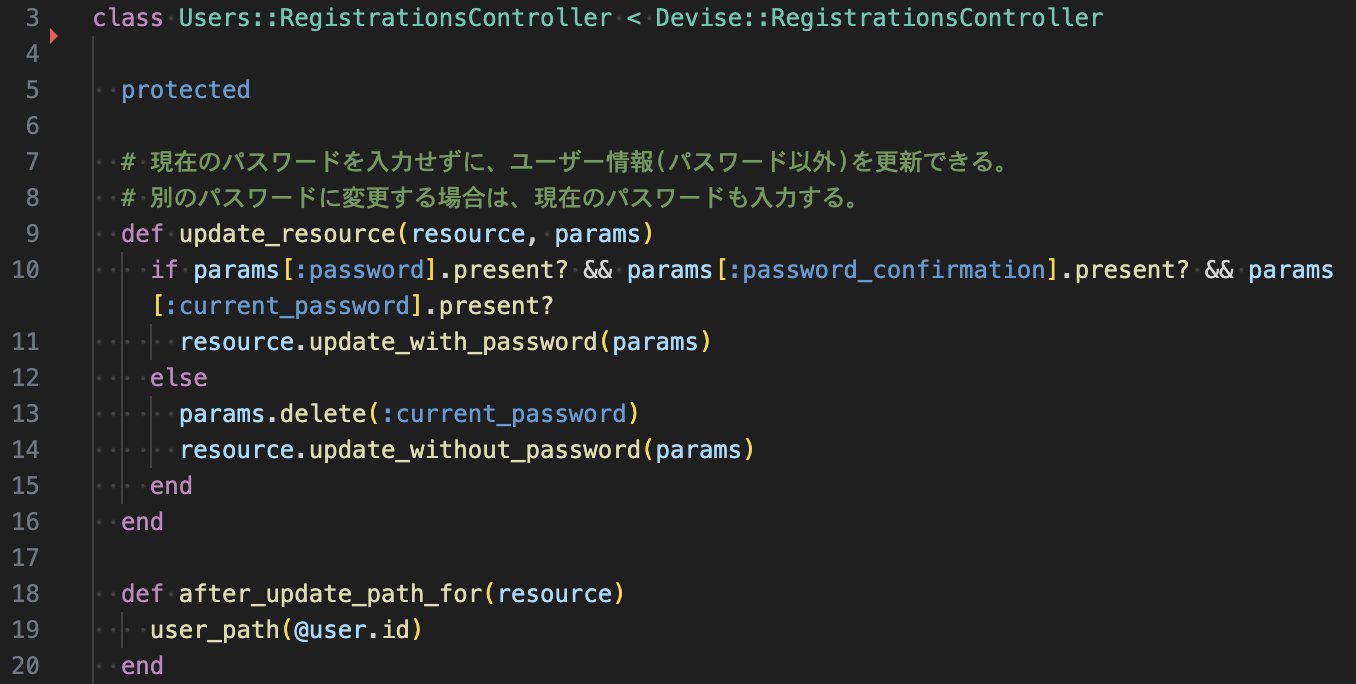 3 class Users::RegistrationsController < Devise::RegistrationsController
4
5 protected
6
7 # 現在のパスワードを入力せずに、ユーザー情報(パスワード以外)を更新できる。
8 # 別のパスワードに変更する場合は、現在のパスワードも入力する。
9 def update_resource(resource, params)
10 if params[:password].present? && params[:password_confirmation].present? && params
[:current_password].present?
11 resource.update_with_password(params)
12 else
13 params.delete(:current_password)
14 resource.update_without_password(params)
15 end
16 end
17
18 def after_update_path_for(resource)
19 user_path(@user.id)
20 end